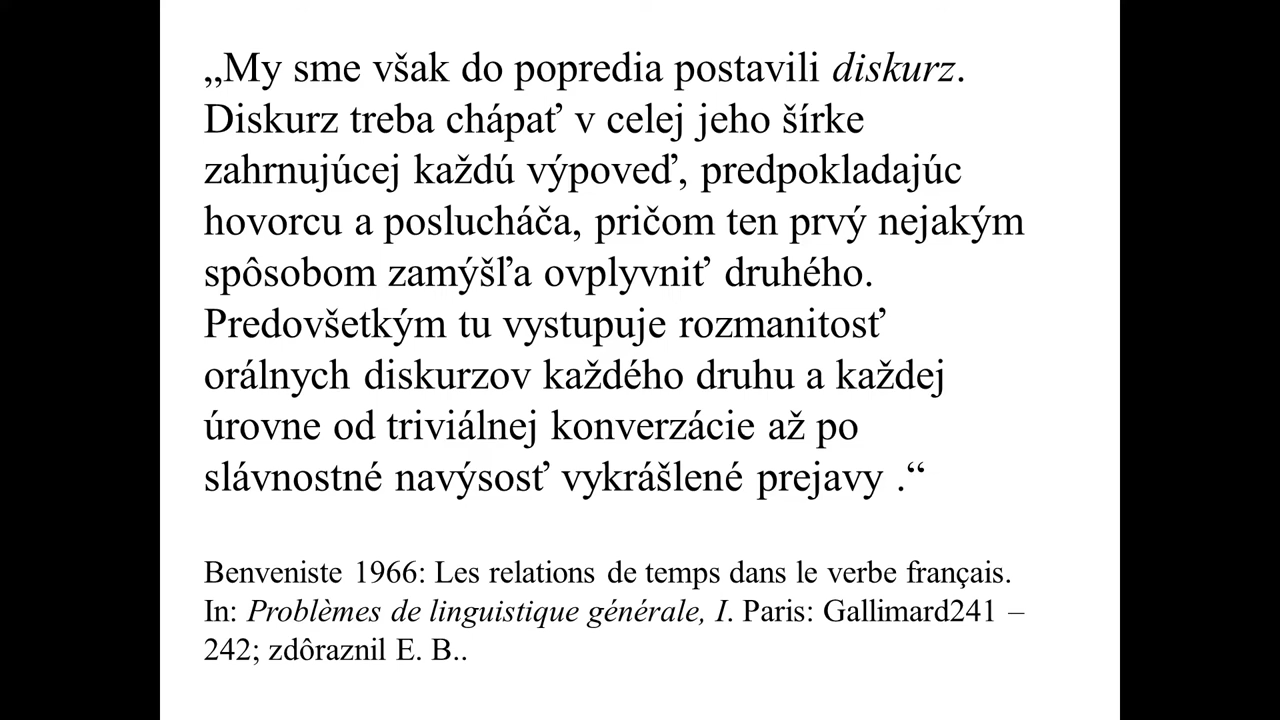 „My sme však do popredia postavili diskurz.
Diskurz treba chápať v celej jeho šírke
zahrnujúcej každú výpoveď, predpokladajúc
hovorcu a poslucháča, pričom ten prvý nejakým
spôsobom zamýšľa ovplyvniť druhého.
Predovšetkým tu vystupuje rozmanitosť
orálnych diskurzov každého druhu a každej
úrovne od triviálnej konverzácie až po
slávnostné navýsosť vykrášlené prejavy .“
Benveniste 1966: Les relations de temps dans le verbe français.
In: Problèmes de linguistique générale, I. Paris: Gallimard241 –
242; zdôraznil E. B..